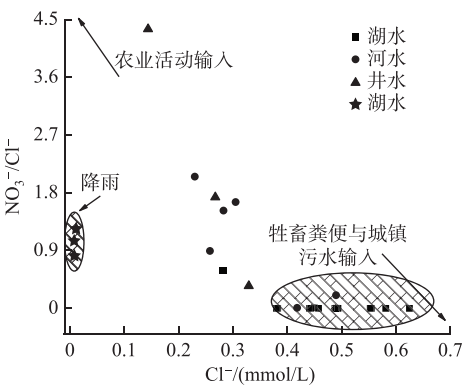 4.5
3.6
2.7
1.8
0.9
0
NO₃⁻/Cl⁻
农业活动输入
湖水
河水
井水
湖水
降雨
牲畜粪便与城镇
污水输入
0
0.1
0.2
0.3
0.4
0.5
0.6
0.7
Cl⁻/(mmol/L)